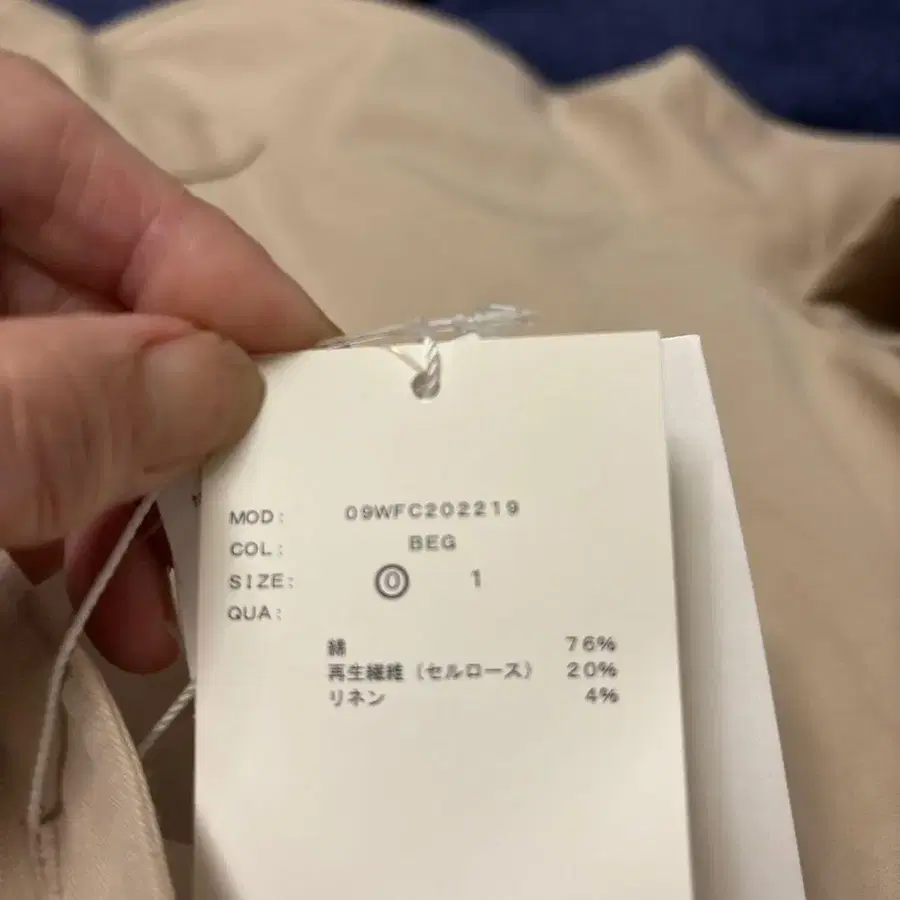 MOD: 09WFC202219
COL: BEG
SIZE: 0 1
QUA:
綿 76%
再生繊維（セルロース） 20%
リネン 4%